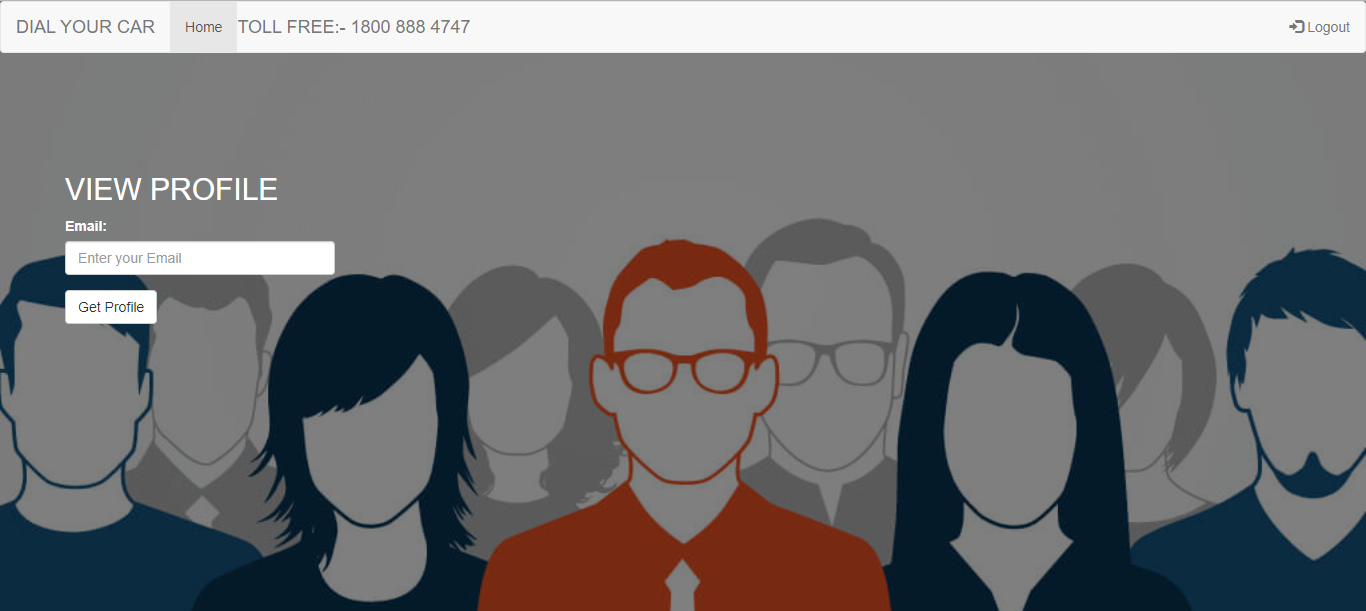 DIAL YOUR CAR Home TOLL FREE:- 1800 888 4747 Logout
VIEW PROFILE
Email:
Enter your Email
Get Profile